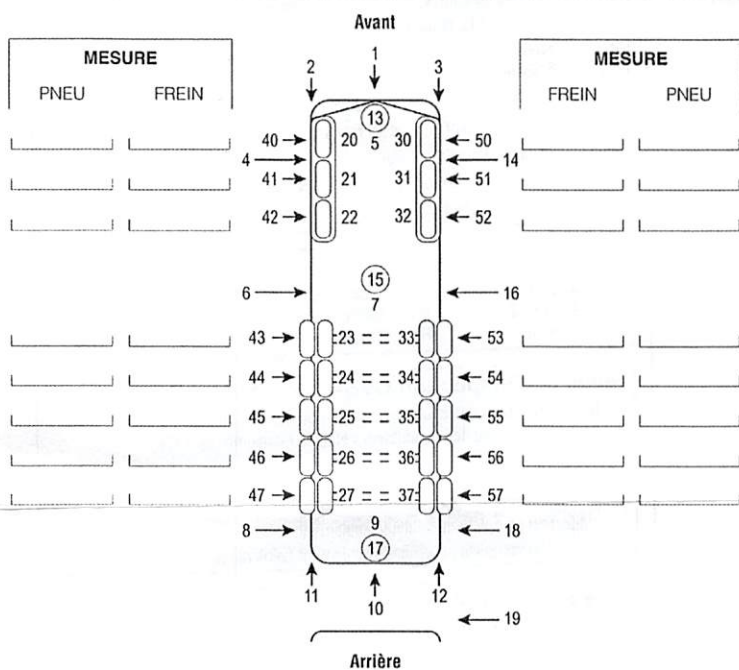 Avant
MESURE
PNEU FREIN
MESURE
FREIN PNEU
1
2 3
13
40 20 5 30 50
4 14
41 21 31 51
42 22 32 52
15
6 7 16
43 23 33 53
44 24 34 54
45 25 35 55
46 26 36 56
47 27 37 57
8 9 18
17
11 10 12
19
Arrière